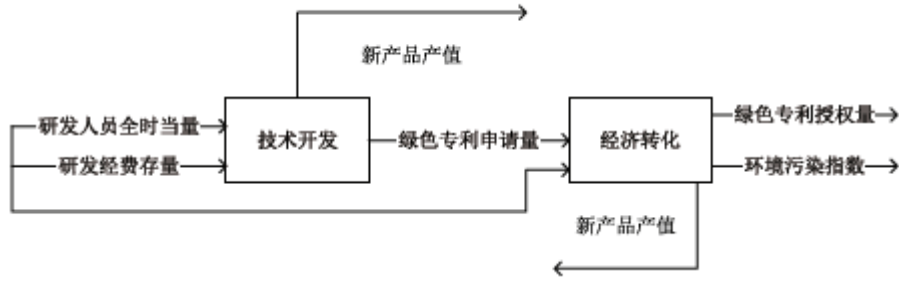 新产品产值
研发人员全时当量
研发经费存量
技术开发
绿色专利申请量
经济转化
绿色专利授权量
环境污染指数
新产品产值